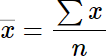 x̄ = ∑x / n